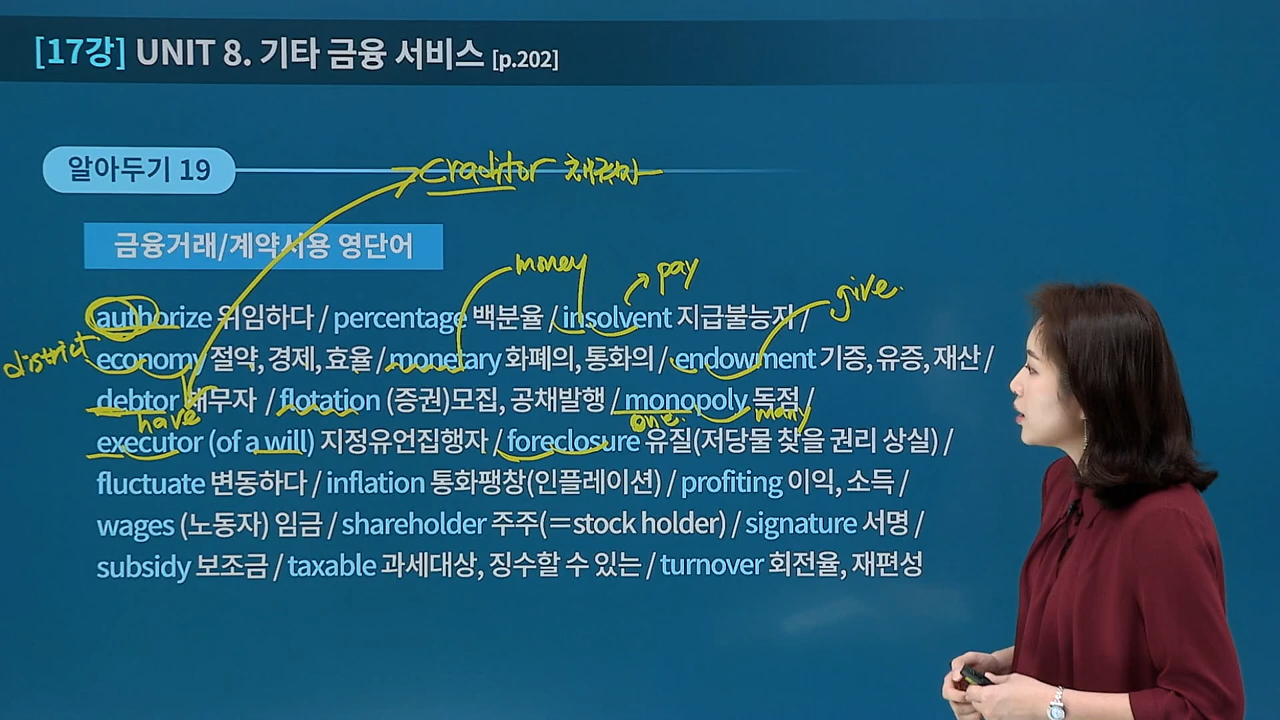 [17강] UNIT 8. 기타 금융 서비스 [p.202]
알아두기 19
creditor 채권자
금융거래/계약서용 영단어
money
pay
give
authorize 위임하다 / percentage 백분율 / insolvent 지급불능자 /
district
economy 절약, 경제, 효율 / monetary 화폐의, 통화의 / endowment 기증, 유증, 재산 /
debtor 채무자 / flotation (증권)모집, 공채발행 / monopoly 독점 /
have one many
executor (of a will) 지정유언집행자 / foreclosure 유질(저당물 찾을 권리 상실) /
fluctuate 변동하다 / inflation 통화팽창(인플레이션) / profiting 이익, 소득 /
wages (노동자) 임금 / shareholder 주주(=stock holder) / signature 서명 /
subsidy 보조금 / taxable 과세대상, 징수할 수 있는 / turnover 회전율, 재편성